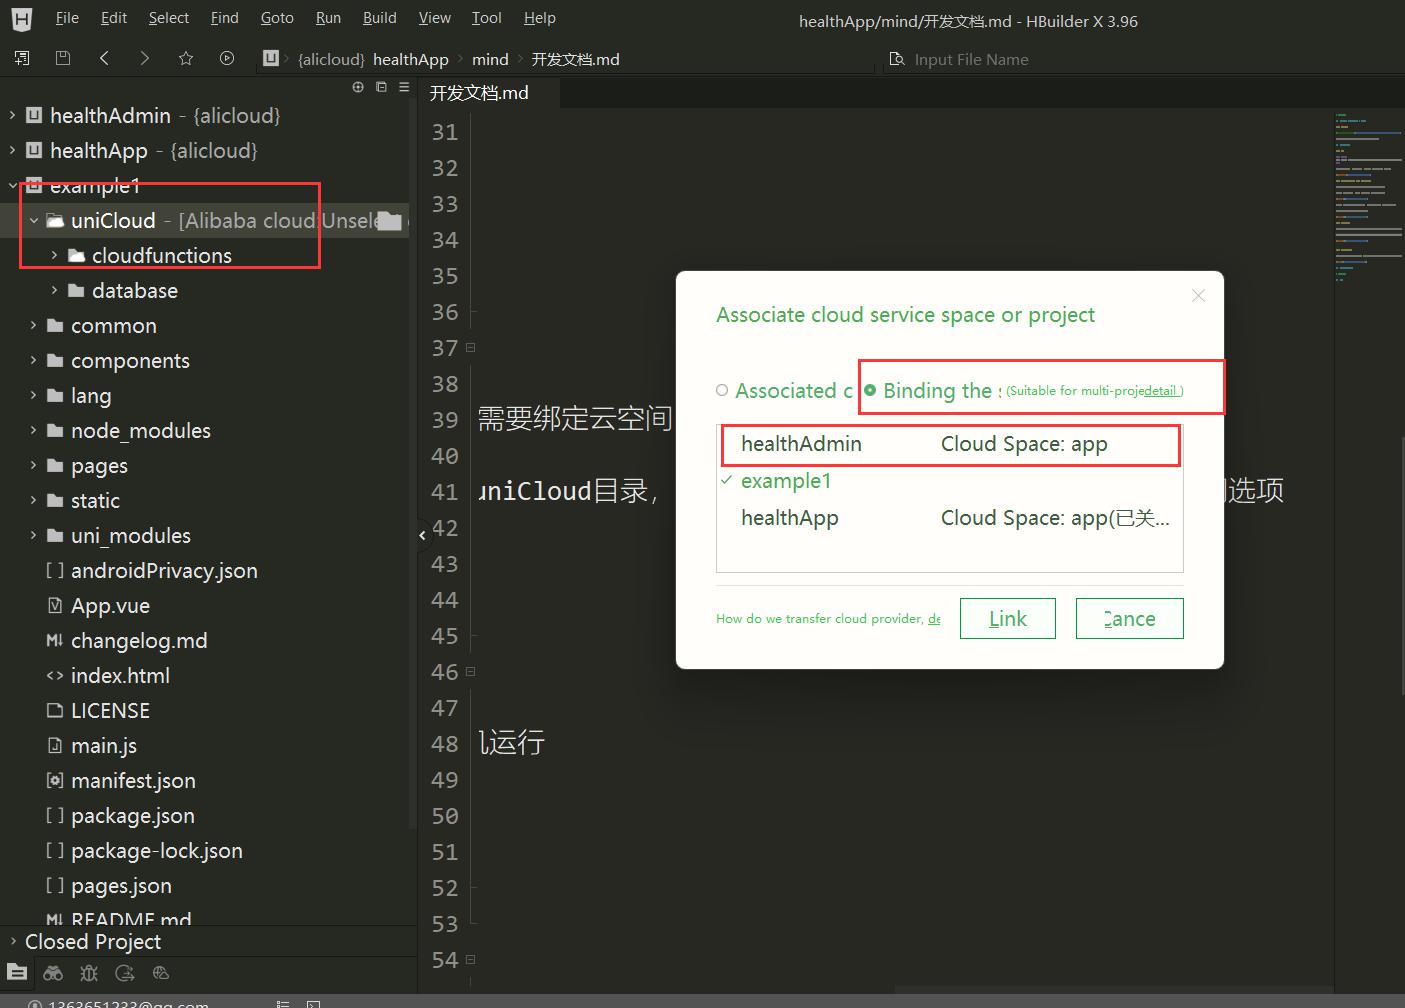 File Edit Select Find Goto Run Build View Tool Help
healthApp/mind/开发文档.md - HBuilder X 3.96
{alicloud} healthApp mind 开发文档.md
Input File Name
开发文档.md
healthAdmin - {alicloud}
healthApp - {alicloud}
example1
uniCloud - [Alibaba cloud:Unsele
cloudfunctions
database
common
components
lang
node_modules
pages
static
uni_modules
[ ] androidPrivacy.json
App.vue
M↓ changelog.md
<> index.html
LICENSE
main.js
manifest.json
[ ] package.json
[ ] package-lock.json
[ ] pages.json
M↓ README.md
Closed Project
1363651233@qq.com
31
32
33
34
35
36
37
38
39 需要绑定云空间
40
41 uniCloud目录, 选项
42
43
44
45
46
47
48 机运行
49
50
51
52
53
54
Associate cloud service space or project
Associated c Binding the s (Suitable for multi-projedetail )
healthAdmin Cloud Space: app
example1
healthApp Cloud Space: app(已关...
How do we transfer cloud provider, de
Link
Cance